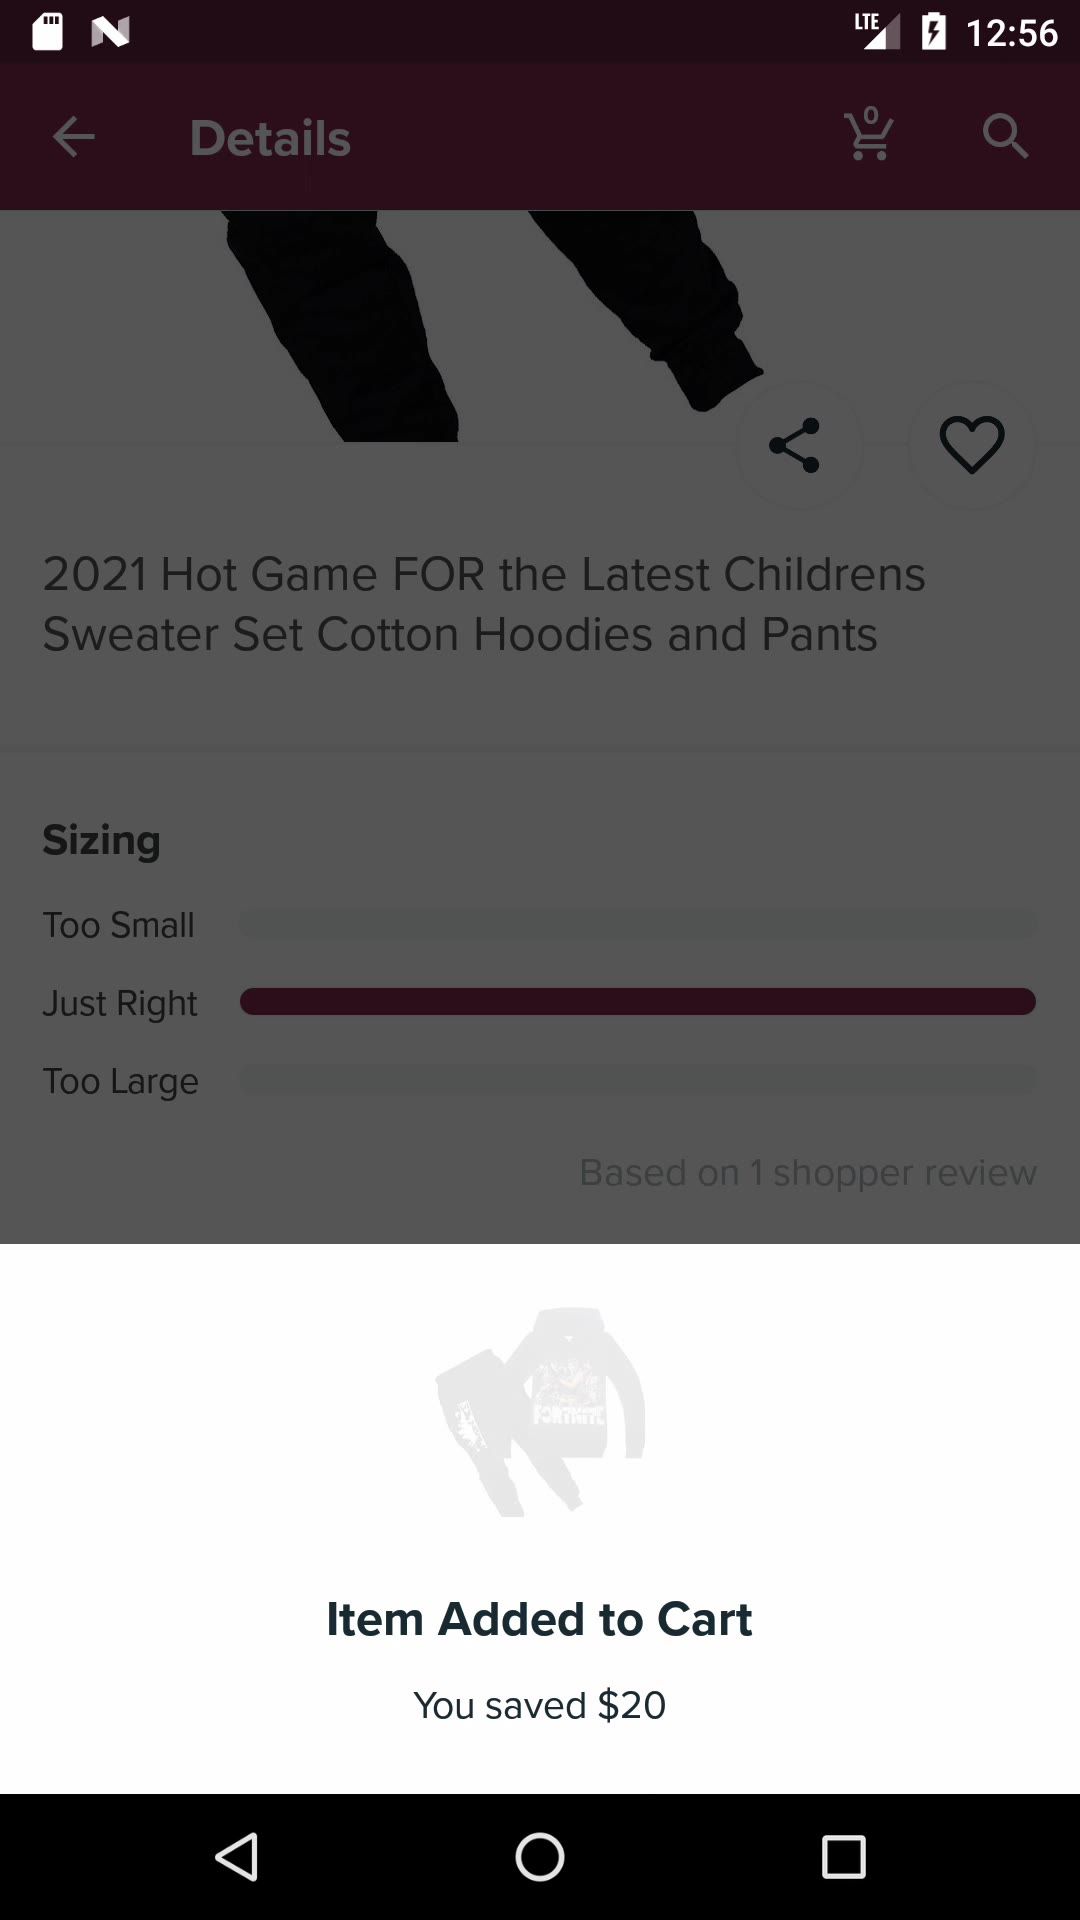 LTE
12:56
Details
0
2021 Hot Game FOR the Latest Childrens
Sweater Set Cotton Hoodies and Pants
Sizing
Too Small
Just Right
Too Large
Based on 1 shopper review
FORTNITE
Item Added to Cart
You saved $20